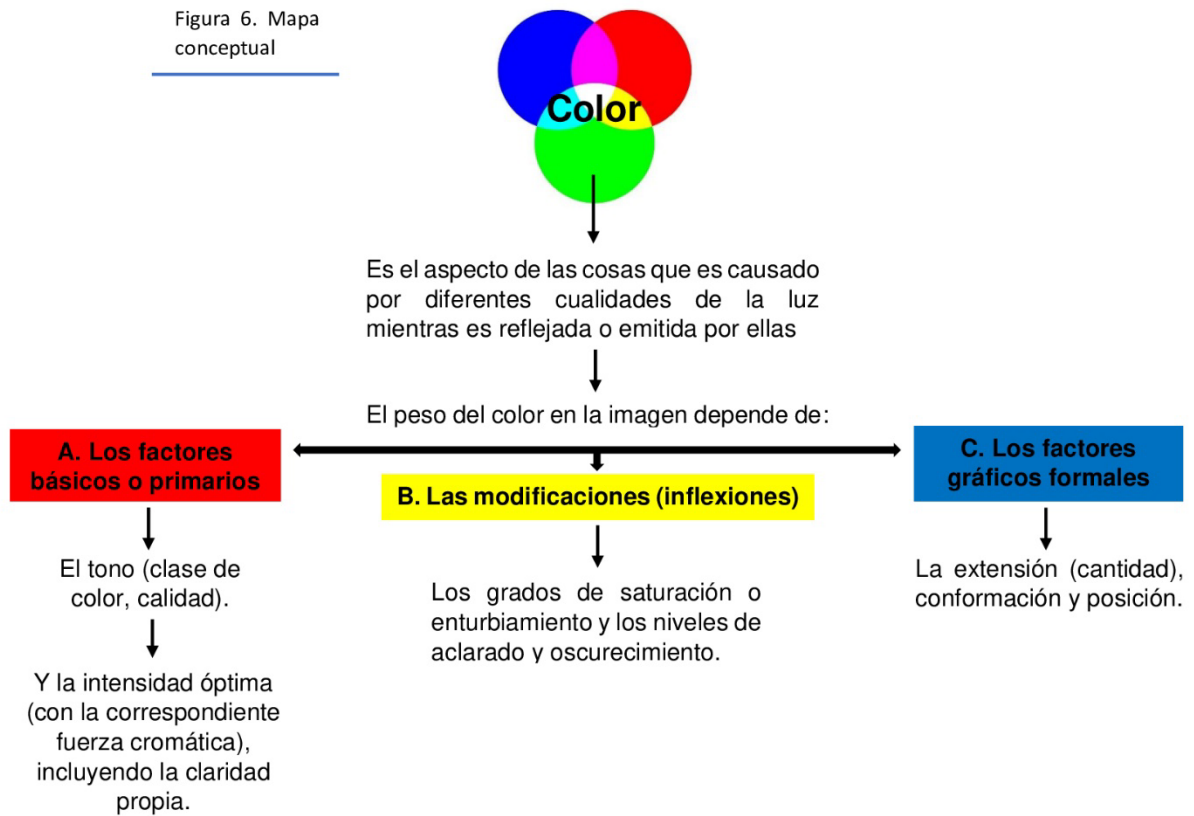 Figura 6. Mapa
conceptual
Color
Es el aspecto de las cosas que es causado
por diferentes cualidades de la luz
mientras es reflejada o emitida por ellas
El peso del color en la imagen depende de:
A. Los factores
básicos o primarios
El tono (clase de
color, calidad).
Y la intensidad óptima
(con la correspondiente
fuerza cromática),
incluyendo la claridad
propia.
B. Las modificaciones (inflexiones)
Los grados de saturación o
enturbiamiento y los niveles de
aclarado y oscurecimiento.
C. Los factores
gráficos formales
La extensión (cantidad),
conformación y posición.